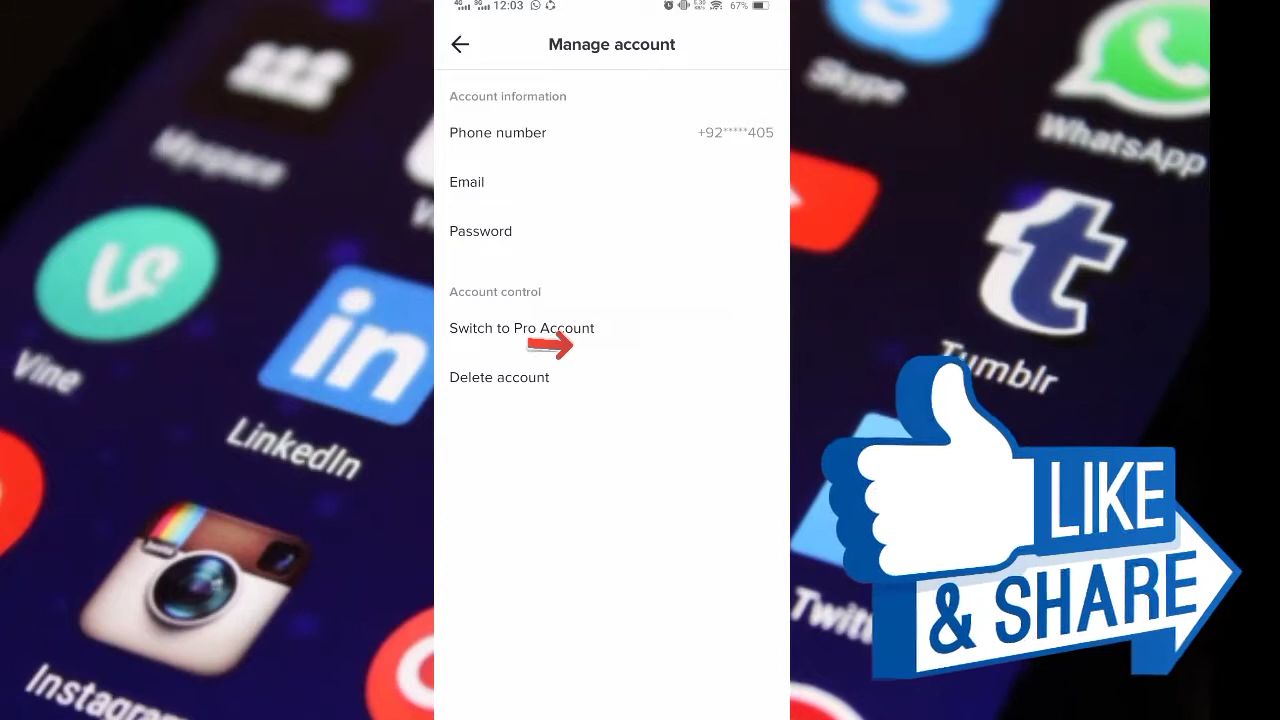 12:03
67%
Manage account
Account information
Phone number +92*****405
Email
Password
Account control
Switch to Pro Account
Delete account
Myspace
Vine
LinkedIn
Instagram
Skype
WhatsApp
Tumblr
LIKE
& SHARE